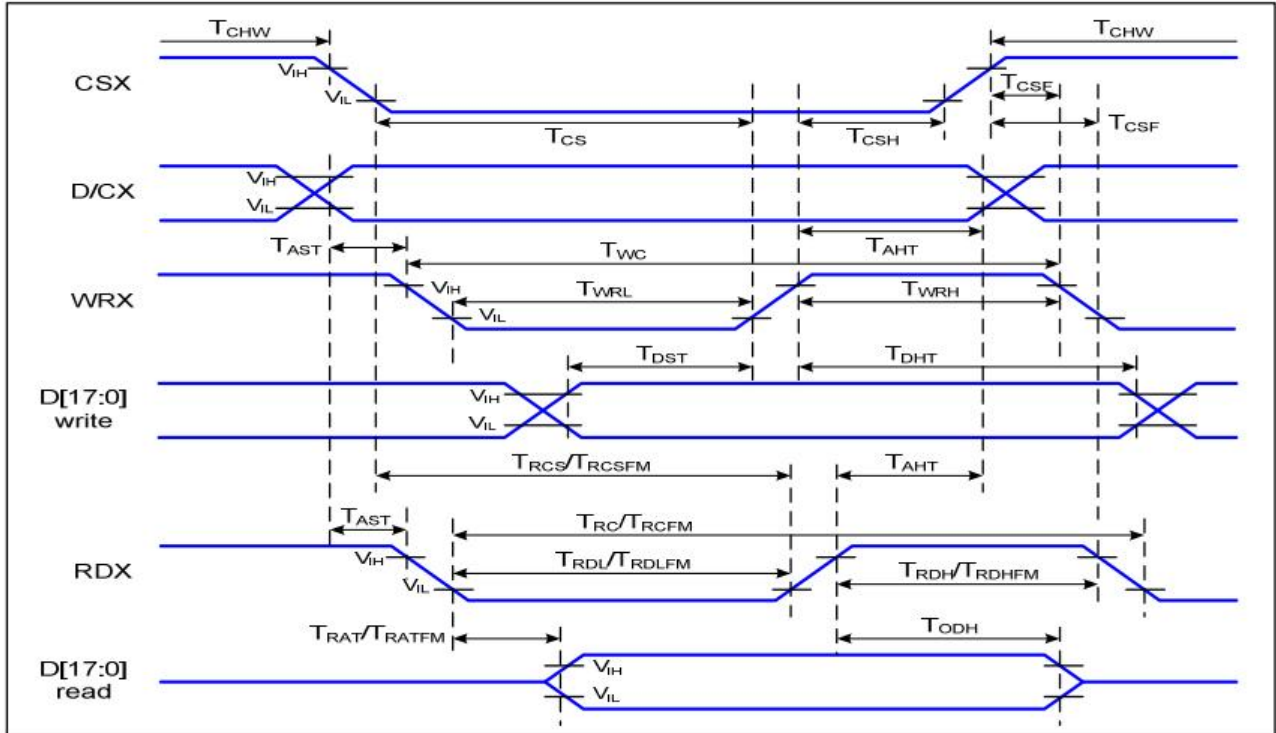 TCHW TCHW
VIH
CSX
VIL
TCSF
TCS TCSH TCSF
VIH
D/CX
VIL
TAST TWC TAHT
VIH TWRL TWRH
WRX
VIL
TDST TDHT
D[17:0] VIH
write VIL
TRCS/TRCSFM TAHT
TAST TRC/TRCFM
VIH TRDL/TRDLFM
RDX
VIL TRDH/TRDHFM
TRAT/TRATFM TODH
D[17:0] VIH
read VIL